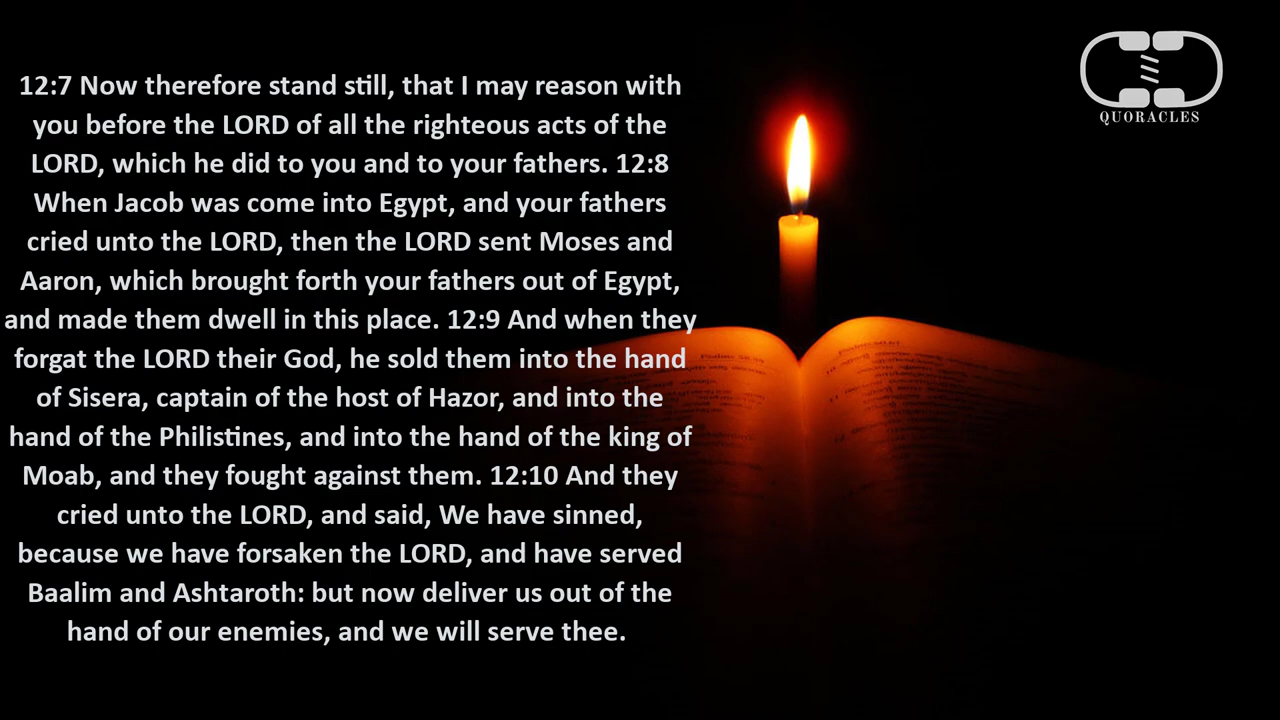 12:7 Now therefore stand still, that I may reason with
you before the LORD of all the righteous acts of the
LORD, which he did to you and to your fathers. 12:8
When Jacob was come into Egypt, and your fathers
cried unto the LORD, then the LORD sent Moses and
Aaron, which brought forth your fathers out of Egypt,
and made them dwell in this place. 12:9 And when they
forgat the LORD their God, he sold them into the hand
of Sisera, captain of the host of Hazor, and into the
hand of the Philistines, and into the hand of the king of
Moab, and they fought against them. 12:10 And they
cried unto the LORD, and said, We have sinned,
because we have forsaken the LORD, and have served
Baalim and Ashtaroth: but now deliver us out of the
hand of our enemies, and we will serve thee.
QUORACLES